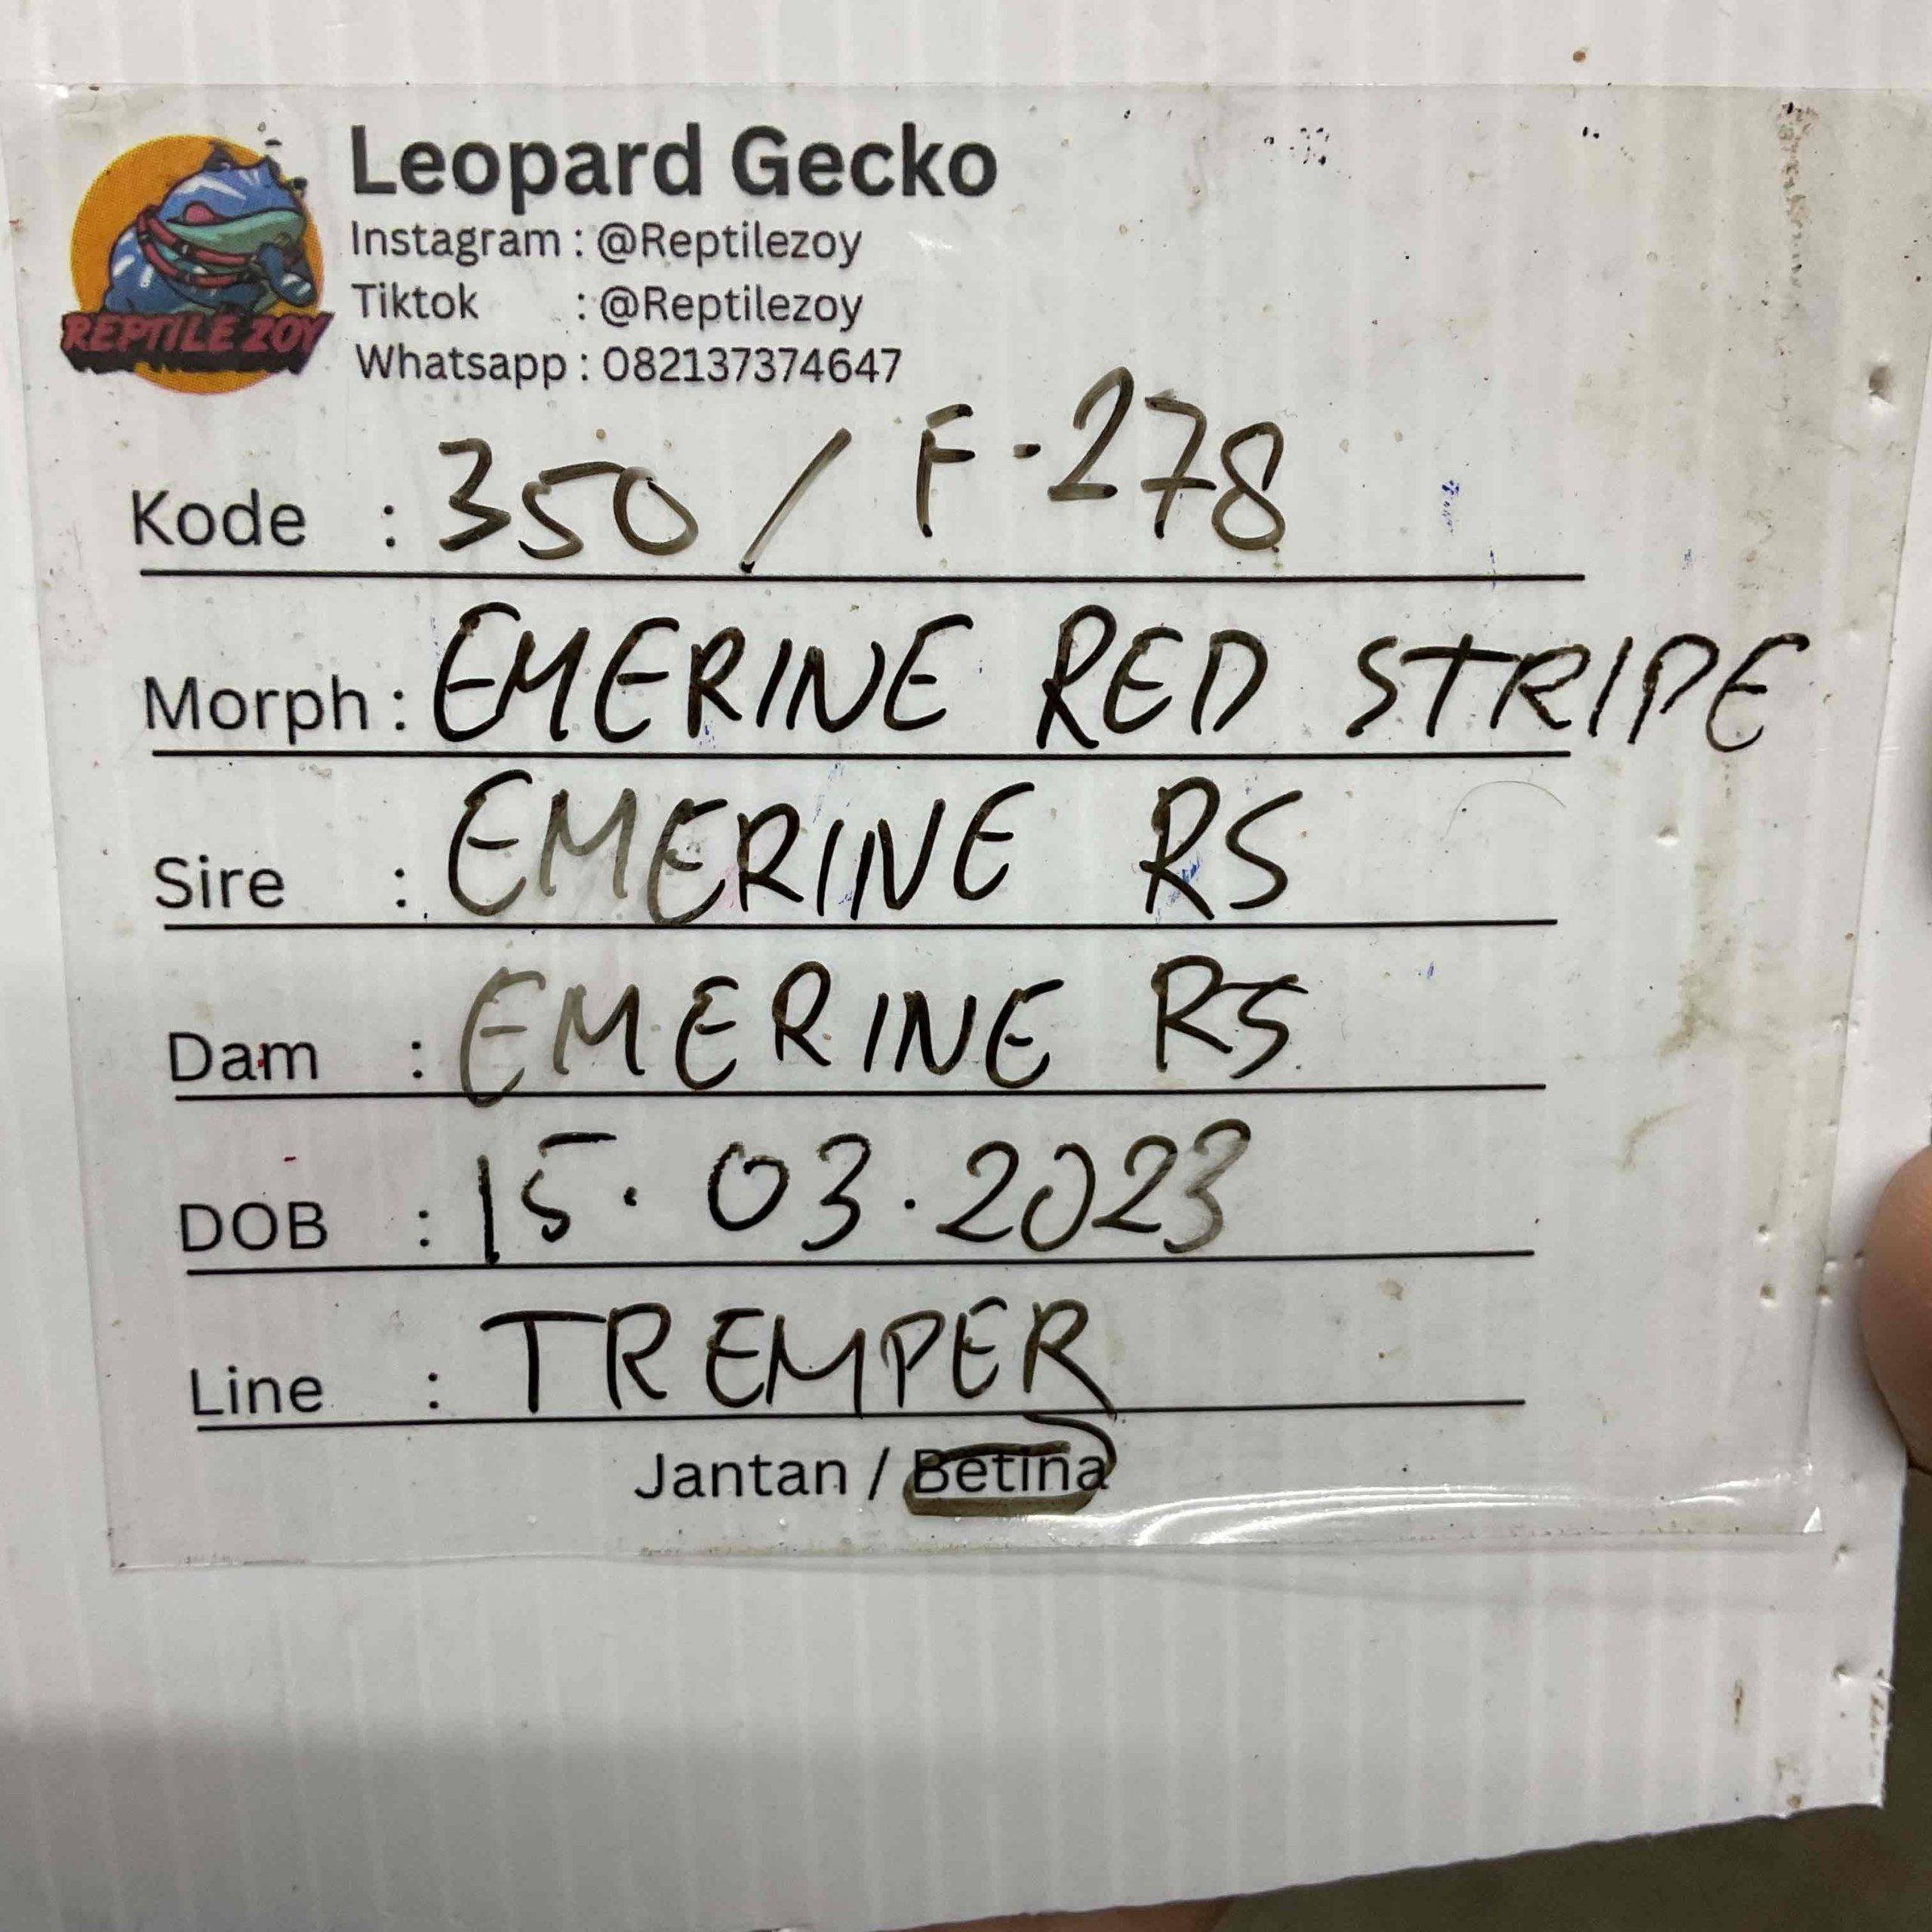 Leopard Gecko
Instagram : @Reptilezoy
Tiktok : @Reptilezoy
Whatsapp : 082137374647
REPTILE ZOY
Kode : 350 / F-278
Morph : EMERINE RED STRIPE
Sire : EMERINE RS
Dam : EMERINE RS
DOB : 15.03.2023
Line : TREMPER
Jantan / Betina